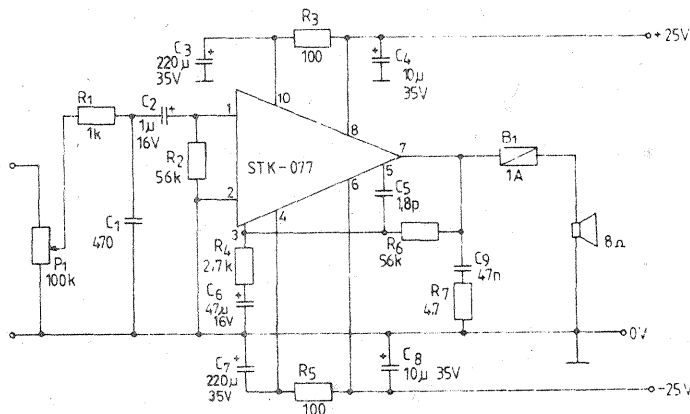 R3
100
C3
220µ
35V
C4
10µ
35V
+25V
10
8
R1
1k
C2
1µ
16V
R2
56k
1
2
STK-077
7
5
6
4
3
B1
1A
C5
1,8p
R6
56k
C1
470
P1
100k
R4
2,7k
C6
47µ
16V
C9
47n
R7
4,7
8Ω
0V
C7
220µ
35V
R5
100
C8
10µ 35V
-25V